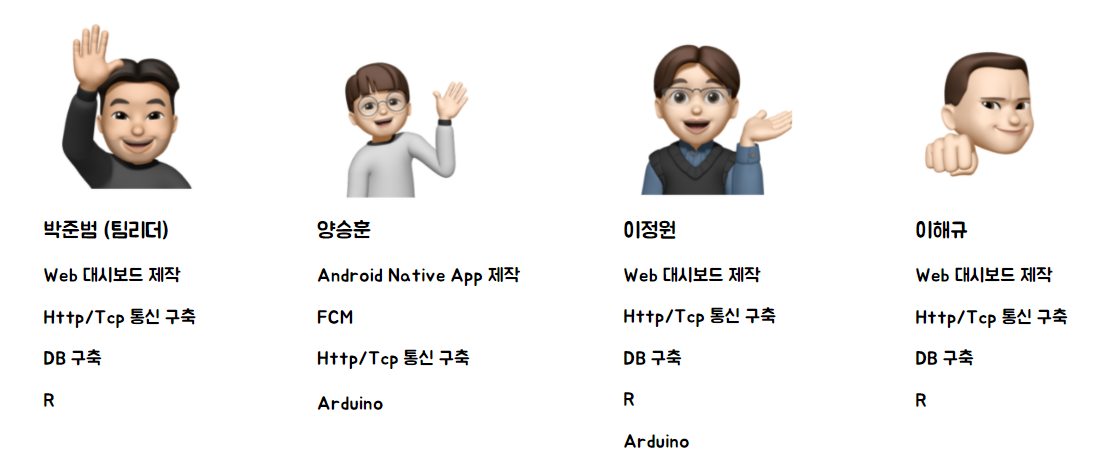 박준범 (팀리더)
Web 대시보드 제작
Http/Tcp 통신 구축
DB 구축
R
양승훈
Android Native App 제작
FCM
Http/Tcp 통신 구축
Arduino
이정원
Web 대시보드 제작
Http/Tcp 통신 구축
DB 구축
R
Arduino
이해규
Web 대시보드 제작
Http/Tcp 통신 구축
DB 구축
R